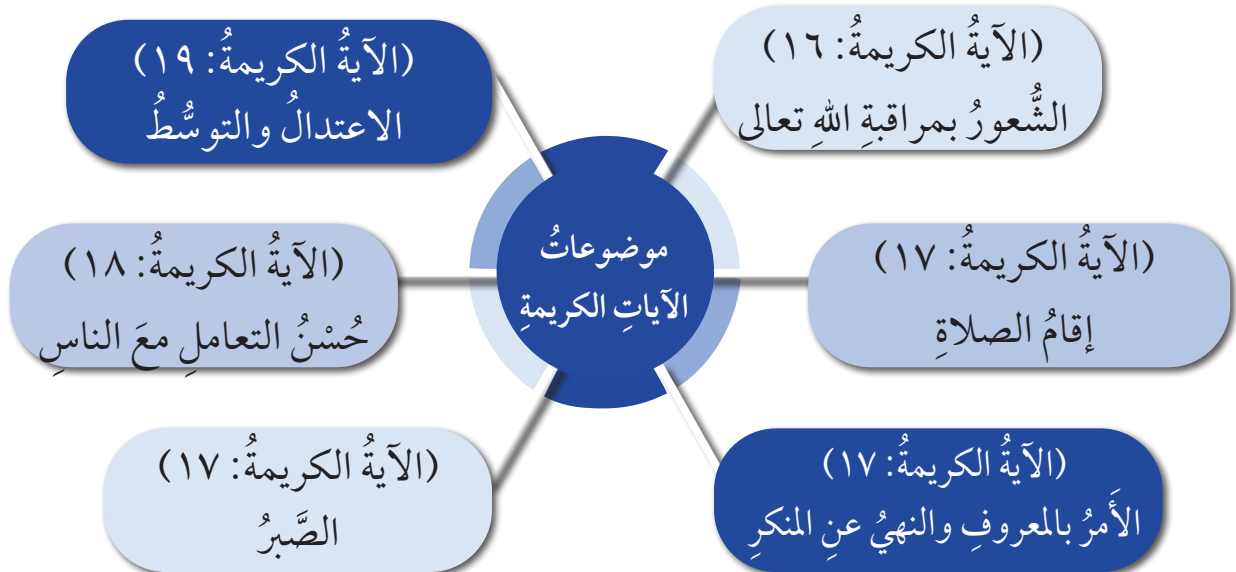 موضوعاتُ
الآياتِ الكريمةِ
(الآيةُ الكريمةُ: ١٦)
الشُّعورُ بمراقبةِ اللهِ تعالى
(الآيةُ الكريمةُ: ١٧)
إقامُ الصلاةِ
(الآيةُ الكريمةُ: ١٧)
الأَمرُ بالمعروفِ والنهيُ عنِ المنكرِ
(الآيةُ الكريمةُ: ١٧)
الصَّبرُ
(الآيةُ الكريمةُ: ١٨)
حُسْنُ التعاملِ معَ الناسِ
(الآيةُ الكريمةُ: ١٩)
الاعتدالُ والتوسُّطُ